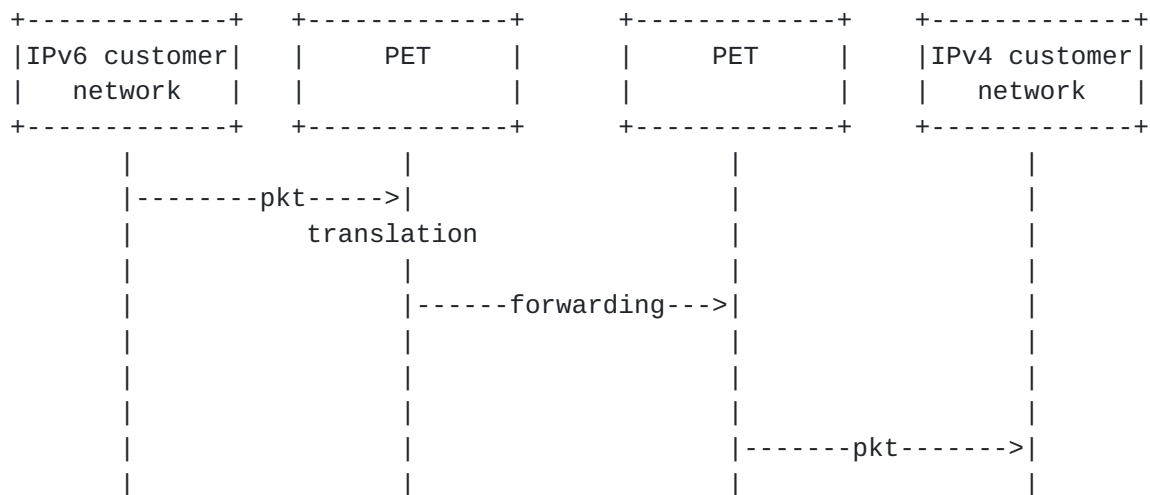 +-------------+   +-------------+      +-------------+    +-------------+
|IPv6 customer|   |     PET     |      |     PET     |    |IPv4 customer|
|   network   |   |             |      |             |    |   network   |
+-------------+   +-------------+      +-------------+    +-------------+
       |                 |                    |                  |
       |--------pkt----->|                    |                  |
       |           translation                |                  |
       |                 |                    |                  |
       |                 |------forwarding--->|                  |
       |                 |                    |                  |
       |                 |                    |                  |
       |                 |                    |                  |
       |                 |                    |-------pkt------->|
       |                 |                    |                  |